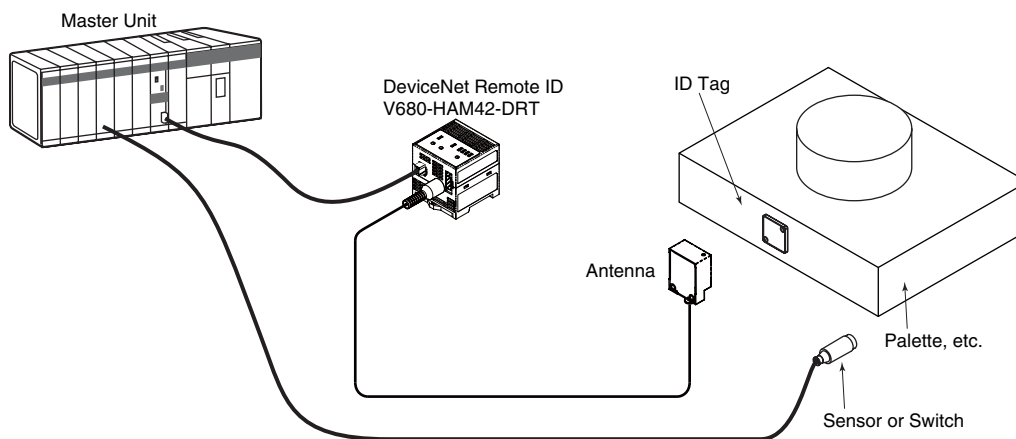 Master Unit
DeviceNet Remote ID
V680-HAM42-DRT
ID Tag
Antenna
Palette, etc.
Sensor or Switch